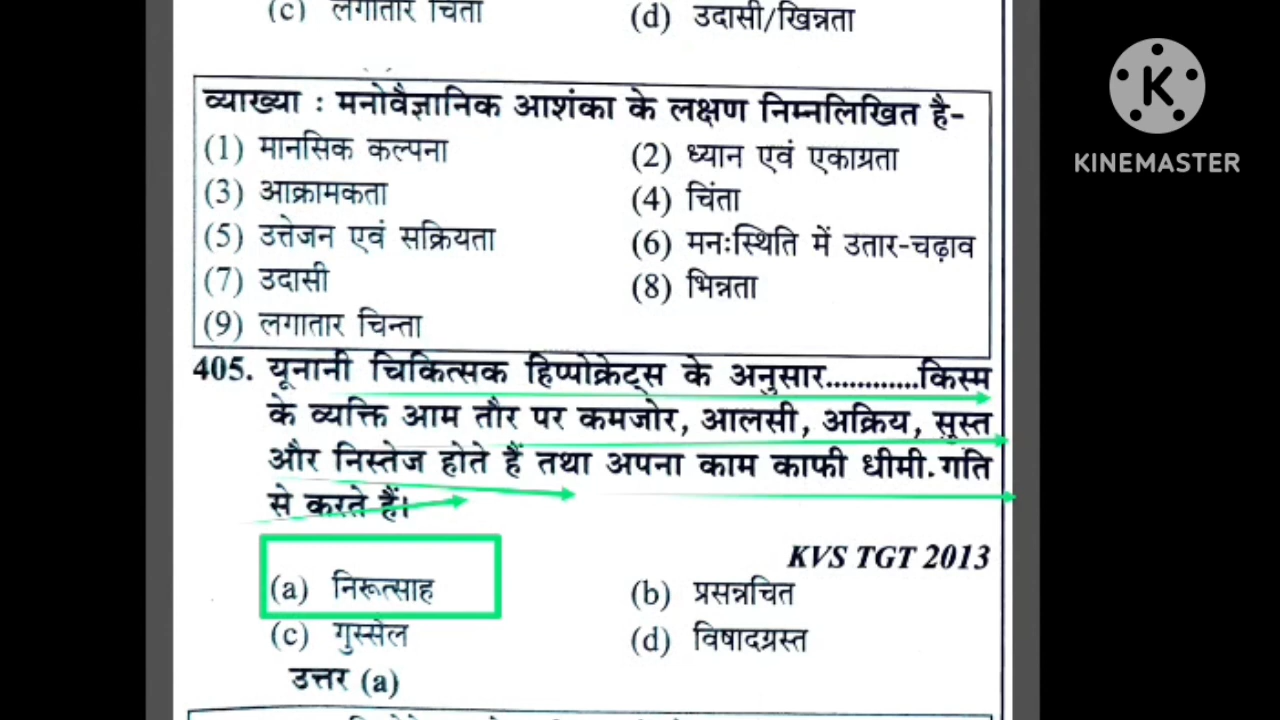 (c) लगातार चिंता (d) उदासी/खिन्नता
व्याख्या : मनोवैज्ञानिक आशंका के लक्षण निम्नलिखित है-
(1) मानसिक कल्पना (2) ध्यान एवं एकाग्रता
(3) आक्रामकता (4) चिंता
(5) उत्तेजन एवं सक्रियता (6) मनःस्थिति में उतार-चढ़ाव
(7) उदासी (8) भिन्नता
(9) लगातार चिन्ता
405. यूनानी चिकित्सक हिप्पोक्रेट्स के अनुसार............किस्म
के व्यक्ति आम तौर पर कमजोर, आलसी, अक्रिय, सुस्त
और निस्तेज होते हैं तथा अपना काम काफी धीमी.गति
से करते हैं।
KVS TGT 2013
(a) निरूत्साह (b) प्रसन्नचित
(c) गुस्सेल (d) विषादग्रस्त
उत्तर (a)
K
KINEMASTER